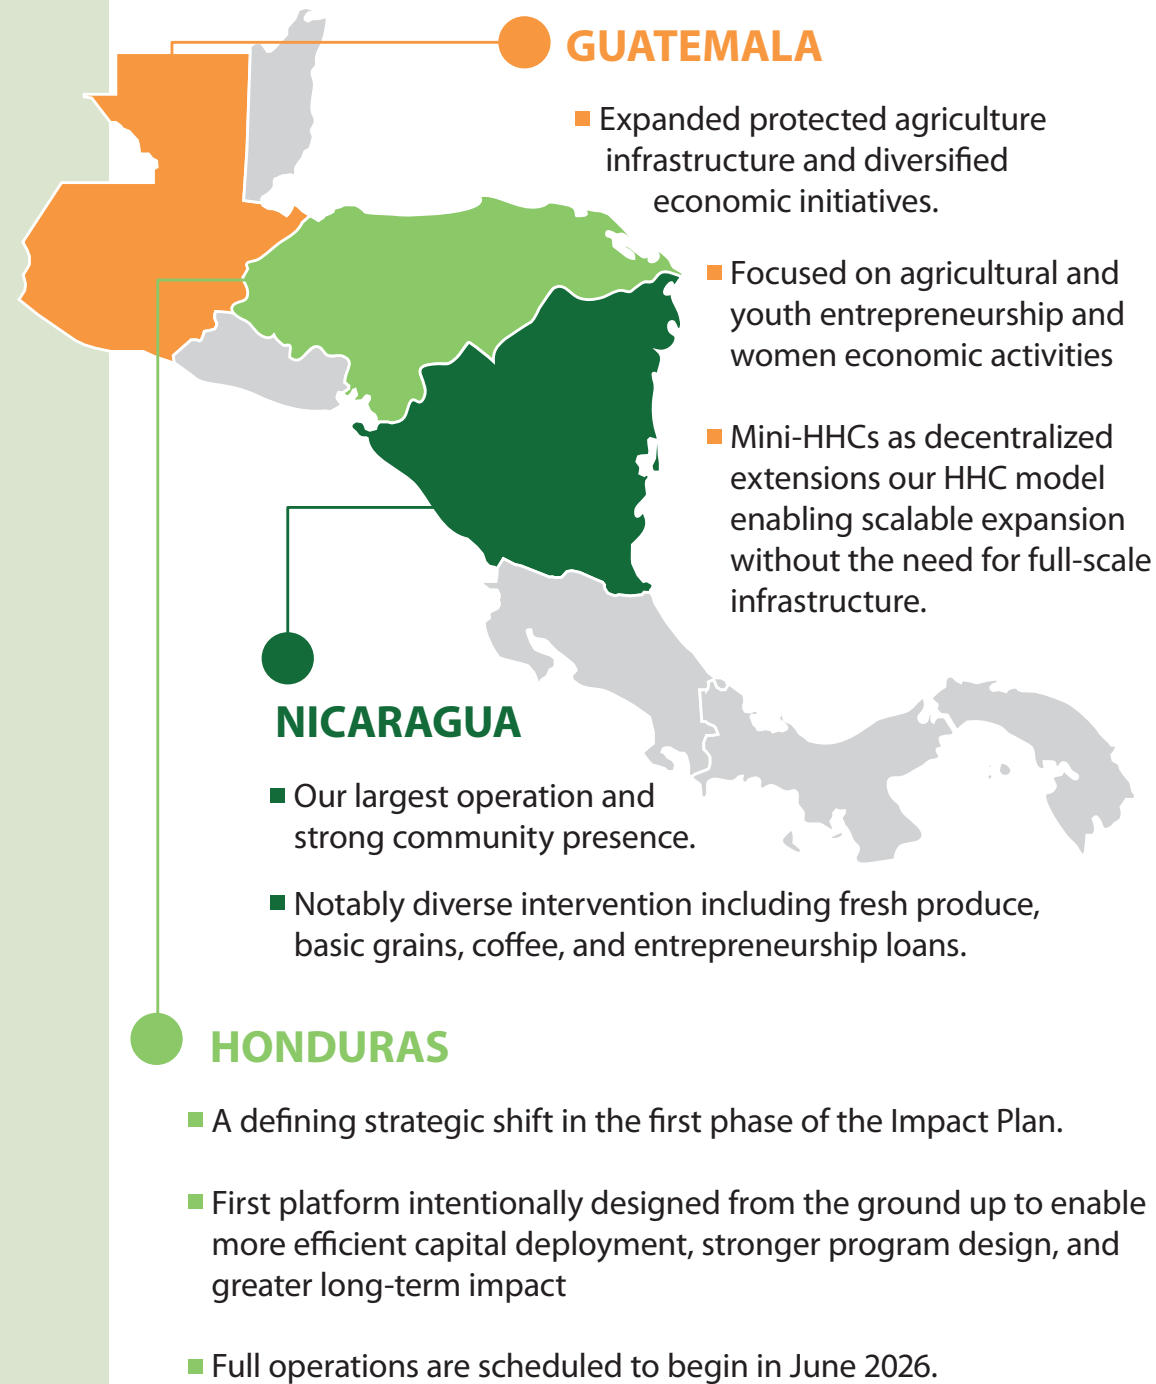 GUATEMALA
Expanded protected agriculture
infrastructure and diversified
economic initiatives.
Focused on agricultural and
youth entrepreneurship and
women economic activities
Mini-HHCs as decentralized
extensions our HHC model
enabling scalable expansion
without the need for full-scale
infrastructure.
NICARAGUA
Our largest operation and
strong community presence.
Notably diverse intervention including fresh produce,
basic grains, coffee, and entrepreneurship loans.
HONDURAS
A defining strategic shift in the first phase of the Impact Plan.
First platform intentionally designed from the ground up to enable
more efficient capital deployment, stronger program design, and
greater long-term impact
Full operations are scheduled to begin in June 2026.